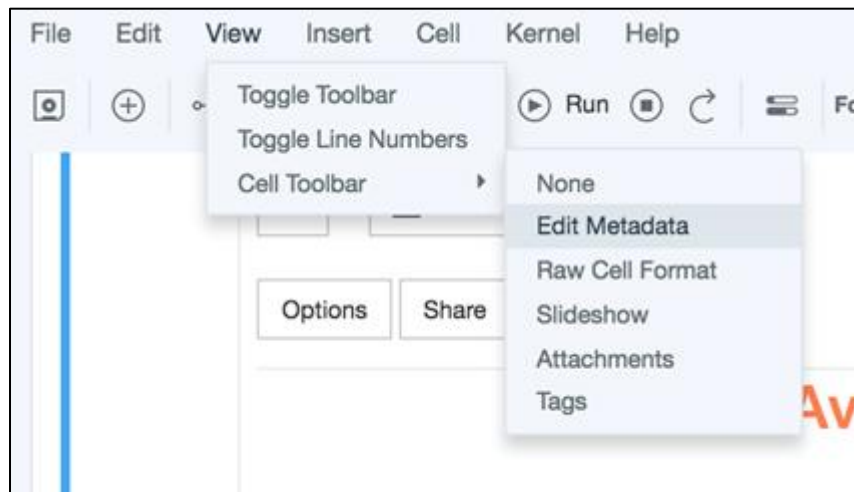 File Edit View Insert Cell Kernel Help
Toggle Toolbar
Run
Toggle Line Numbers
Cell Toolbar
None
Edit Metadata
Raw Cell Format
Options Share
Slideshow
Attachments
Tags